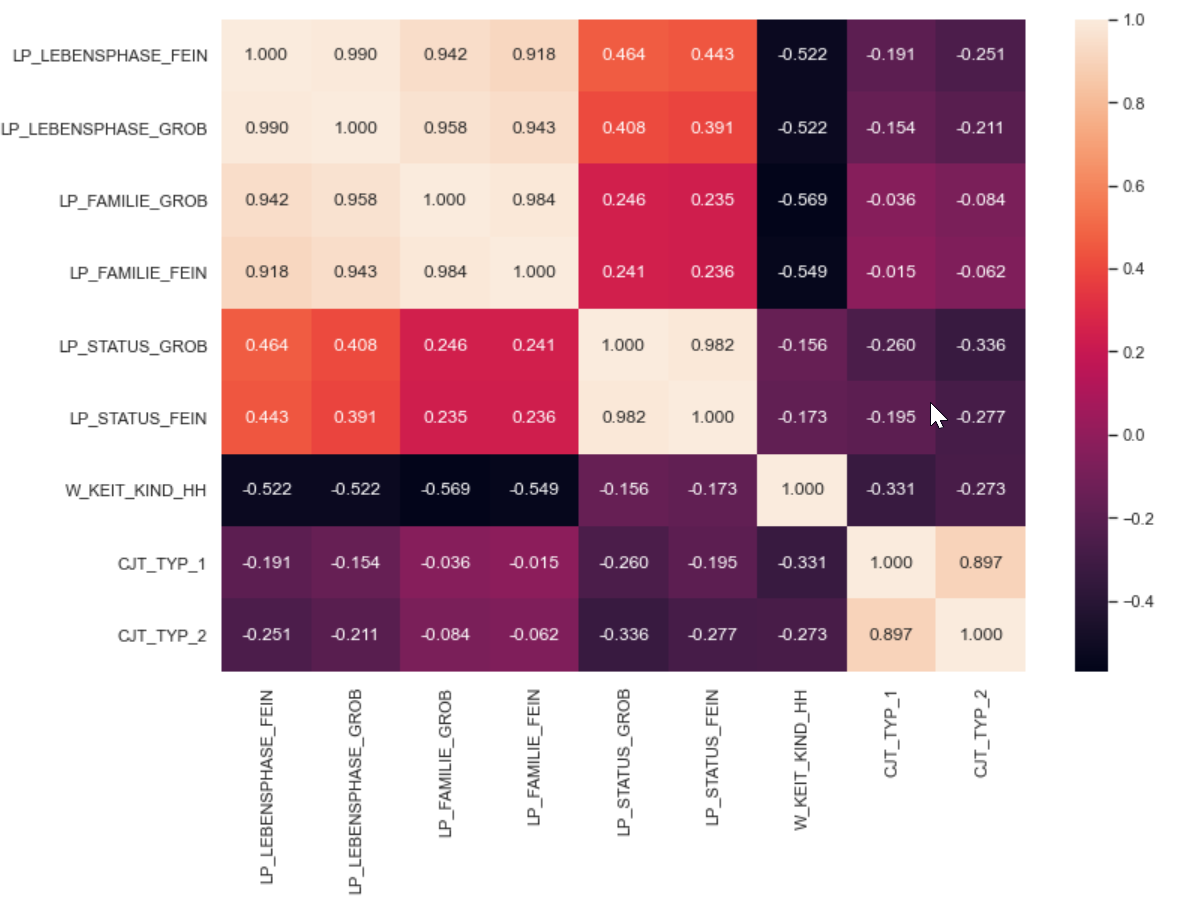 LP_LEBENSPHASE_FEIN 1.000 0.990 0.942 0.918 0.464 0.443 -0.522 -0.191 -0.251
LP_LEBENSPHASE_GROB 0.990 1.000 0.958 0.943 0.408 0.391 -0.522 -0.154 -0.211
LP_FAMILIE_GROB 0.942 0.958 1.000 0.984 0.246 0.235 -0.569 -0.036 -0.084
LP_FAMILIE_FEIN 0.918 0.943 0.984 1.000 0.241 0.236 -0.549 -0.015 -0.062
LP_STATUS_GROB 0.464 0.408 0.246 0.241 1.000 0.982 -0.156 -0.260 -0.336
LP_STATUS_FEIN 0.443 0.391 0.235 0.236 0.982 1.000 -0.173 -0.195 -0.277
W_KEIT_KIND_HH -0.522 -0.522 -0.569 -0.549 -0.156 -0.173 1.000 -0.331 -0.273
CJT_TYP_1 -0.191 -0.154 -0.036 -0.015 -0.260 -0.195 -0.331 1.000 0.897
CJT_TYP_2 -0.251 -0.211 -0.084 -0.062 -0.336 -0.277 -0.273 0.897 1.000
LP_LEBENSPHASE_FEIN
LP_LEBENSPHASE_GROB
LP_FAMILIE_GROB
LP_FAMILIE_FEIN
LP_STATUS_GROB
LP_STATUS_FEIN
W_KEIT_KIND_HH
CJT_TYP_1
CJT_TYP_2
1.0
0.8
0.6
0.4
0.2
0.0
−0.2
−0.4